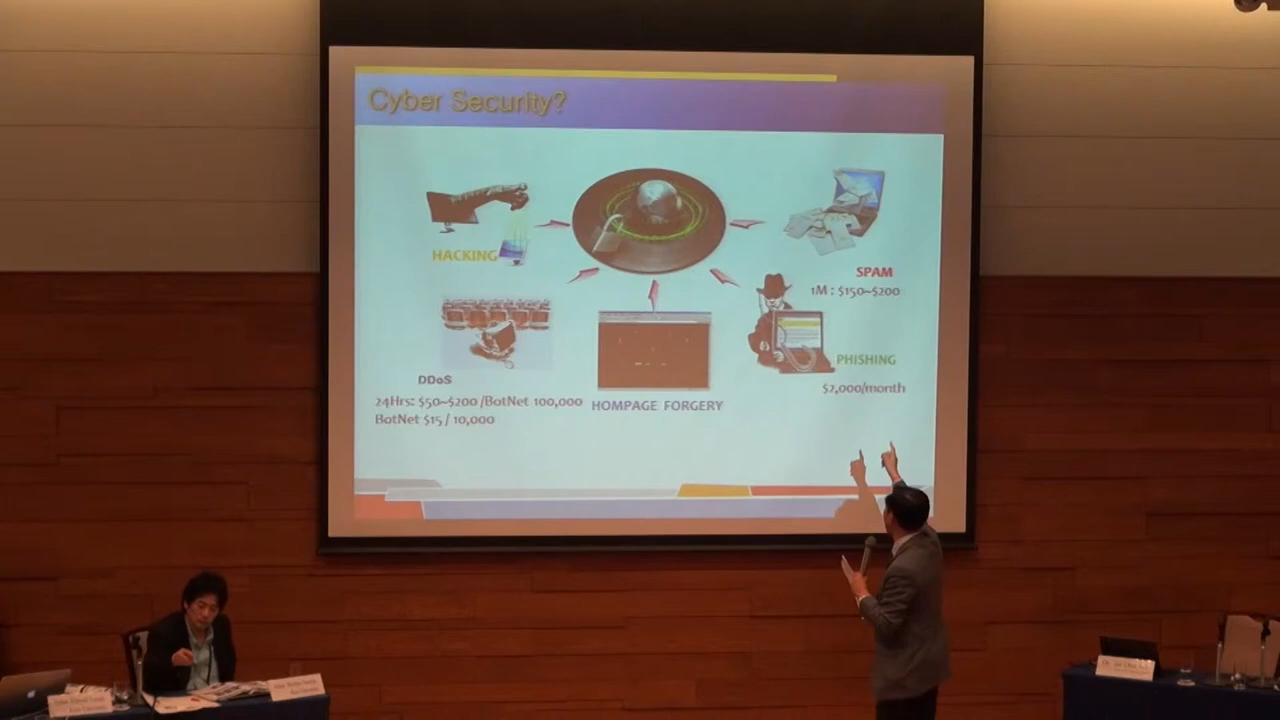 Cyber Security?
HACKING
SPAM
1M : $150~$200
PHISHING
$2,000/month
DDoS
24Hrs: $50~$200 /BotNet 100,000
BotNet $15 / 10,000
HOMPAGE FORGERY